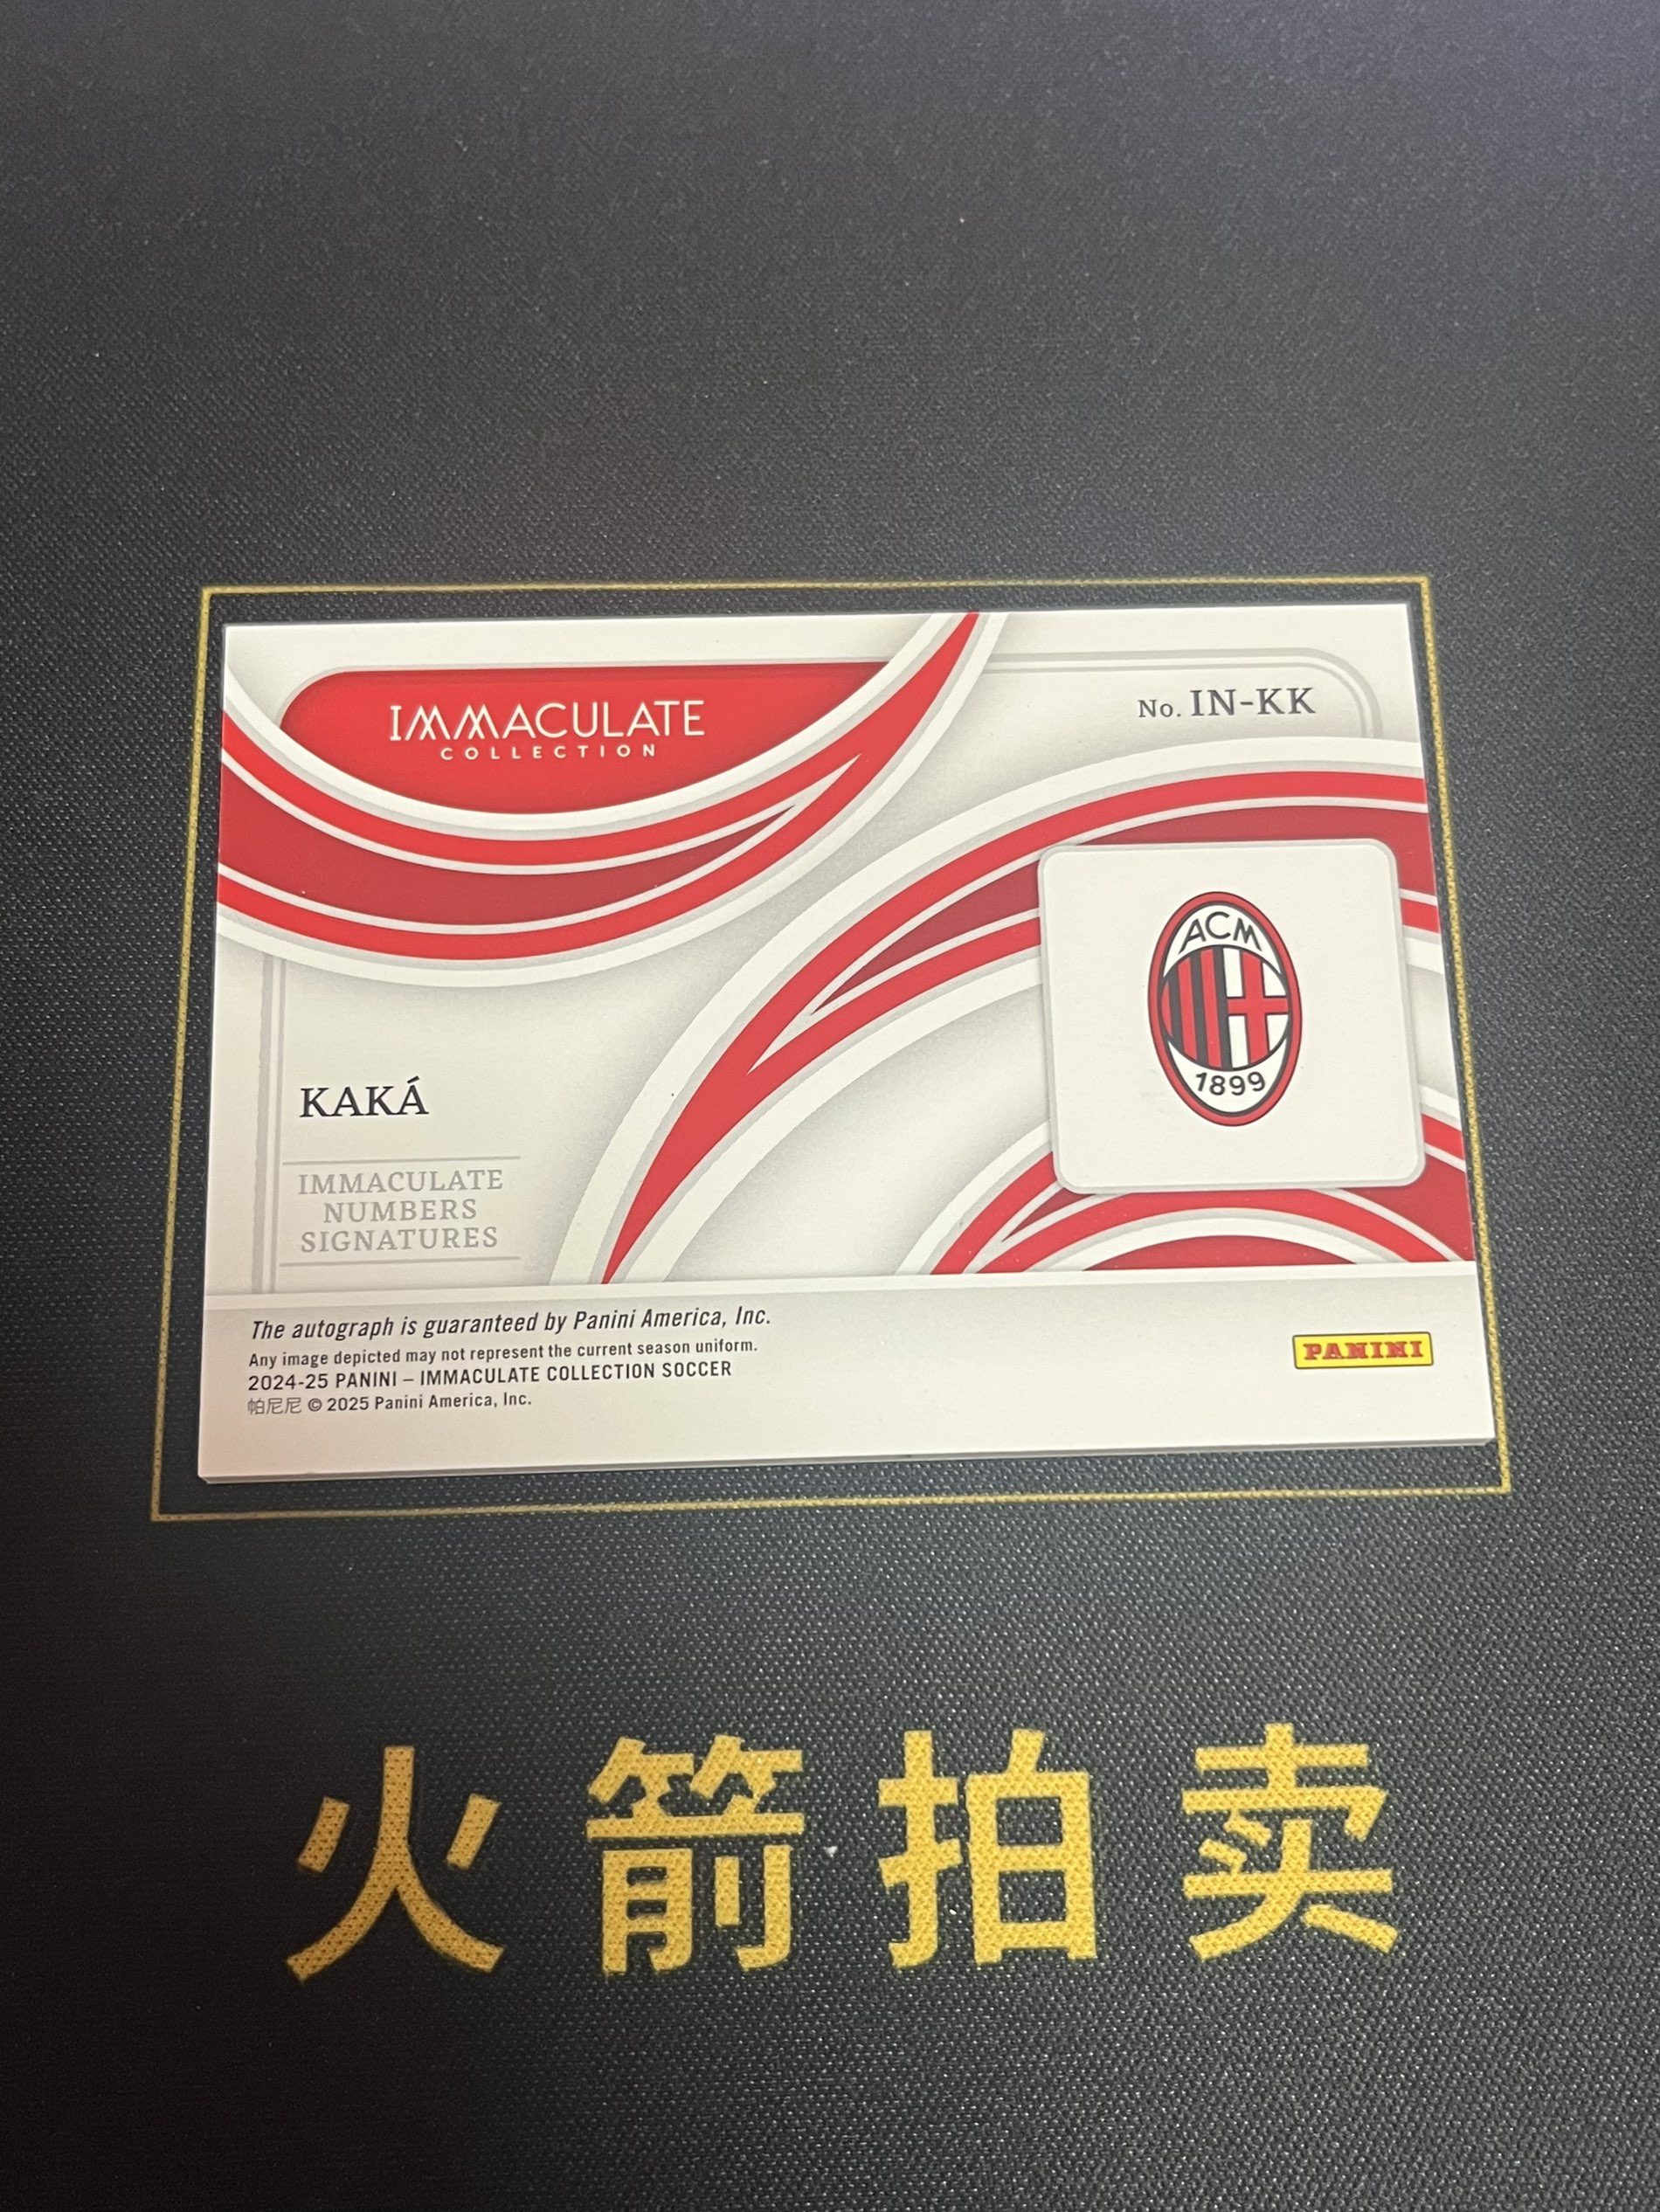 IMMACULATE
COLLECTION
No. IN-KK
ACM
1899
KAKÁ
IMMACULATE
NUMBERS
SIGNATURES
The autograph is guaranteed by Panini America, Inc.
Any image depicted may not represent the current season uniform.
2024-25 PANINI – IMMACULATE COLLECTION SOCCER
帕尼尼 © 2025 Panini America, Inc.
PANINI
火箭拍卖